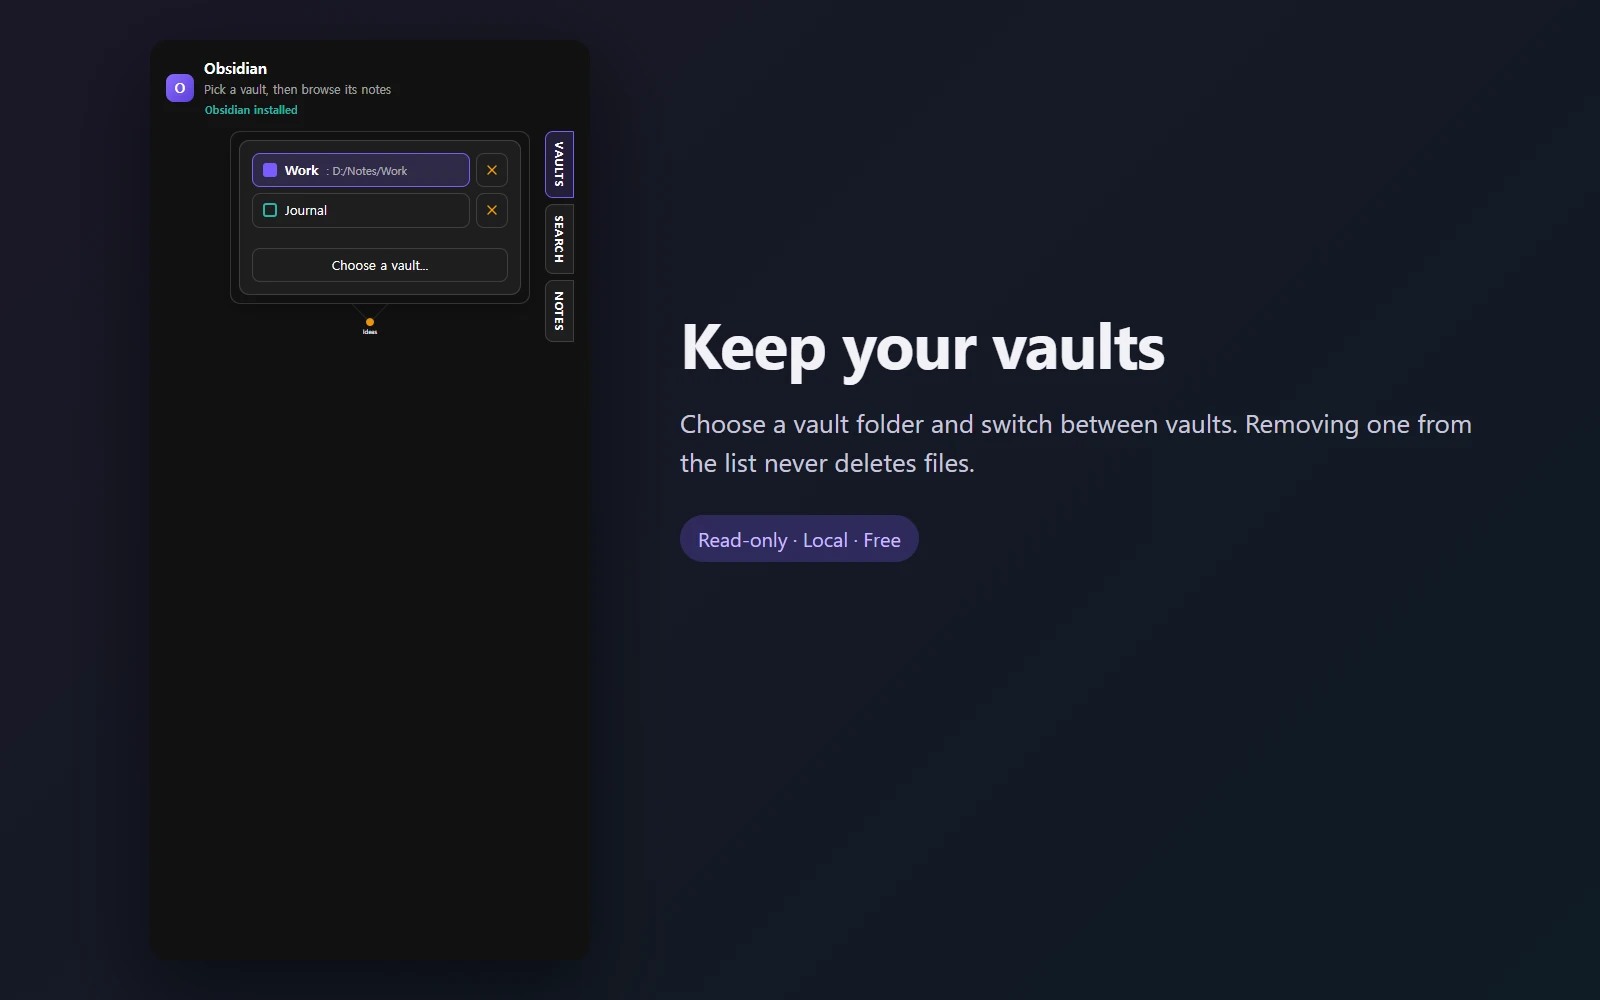 O
Obsidian
Pick a vault, then browse its notes
Obsidian installed
Work : D:/Notes/Work
Journal
Choose a vault...
Ideas
VAULTS
SEARCH
NOTES
Keep your vaults
Choose a vault folder and switch between vaults. Removing one from
the list never deletes files.
Read-only · Local · Free